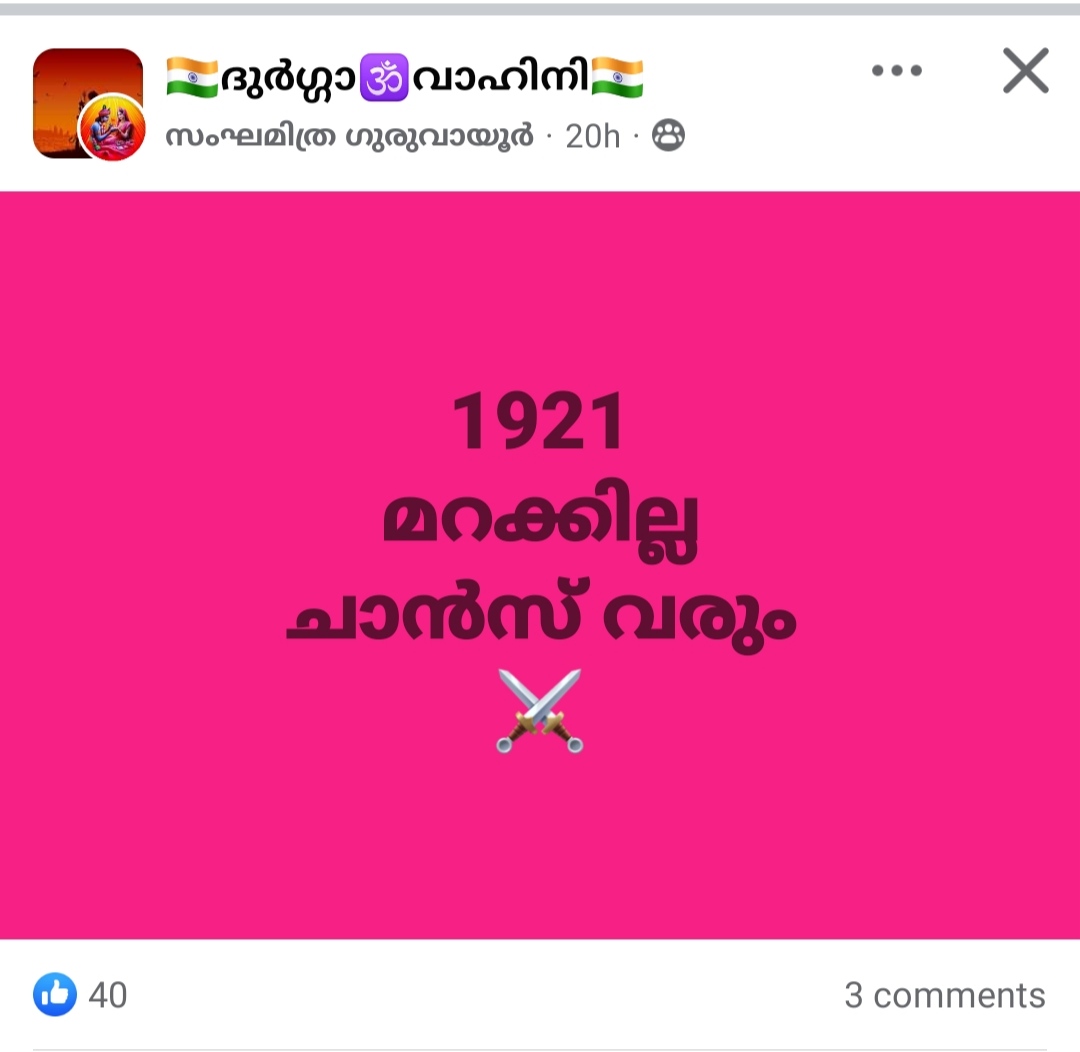 🇮🇳ദുർഗ്ഗാ🕉️വാഹിനി🇮🇳
സംഘമിത്ര ഗുരുവായൂർ · 20h ·
1921
മറക്കില്ല
ചാൻസ് വരും
⚔️
40 3 comments